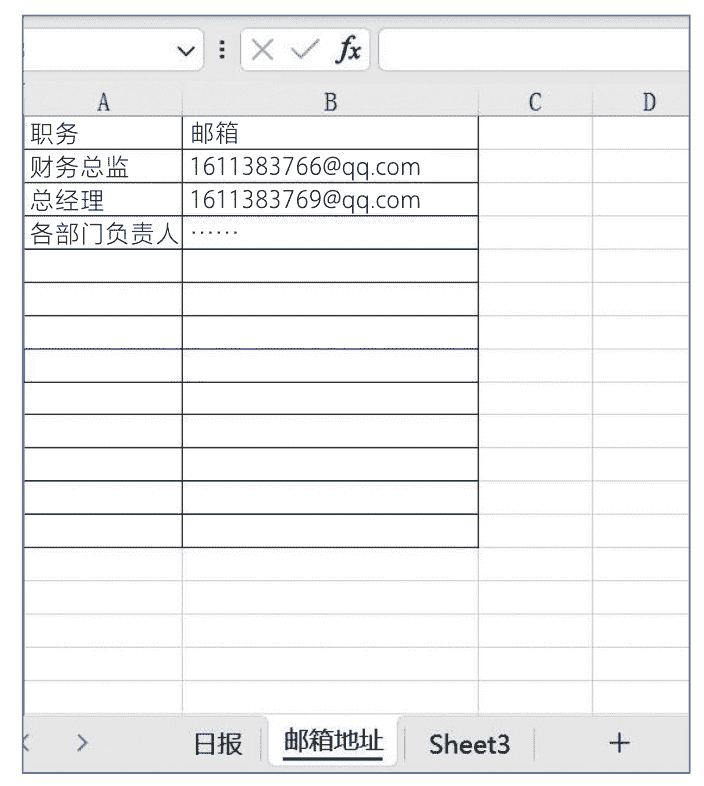 fx
A B C D
职务 邮箱
财务总监 1611383766@qq.com
总经理 1611383769@qq.com
各部门负责人 ……
日报 邮箱地址 Sheet3 +